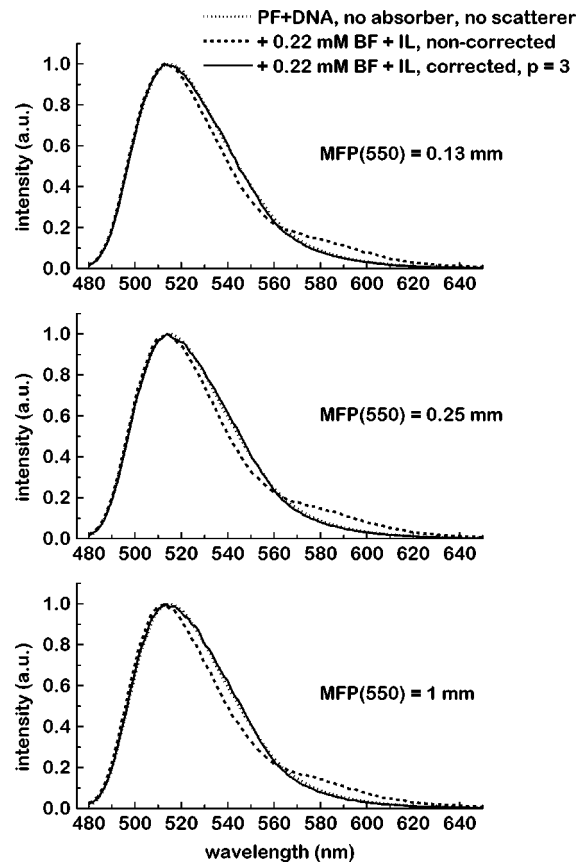 PF+DNA, no absorber, no scatterer
+ 0.22 mM BF + IL, non-corrected
+ 0.22 mM BF + IL, corrected, p = 3
1.0
0.8
0.6
0.4
0.2
0.0
intensity (a.u.)
MFP(550) = 0.13 mm
480 500 520 540 560 580 600 620 640
1.0
0.8
0.6
0.4
0.2
0.0
intensity (a.u.)
MFP(550) = 0.25 mm
480 500 520 540 560 580 600 620 640
1.0
0.8
0.6
0.4
0.2
0.0
intensity (a.u.)
MFP(550) = 1 mm
480 500 520 540 560 580 600 620 640
wavelength (nm)